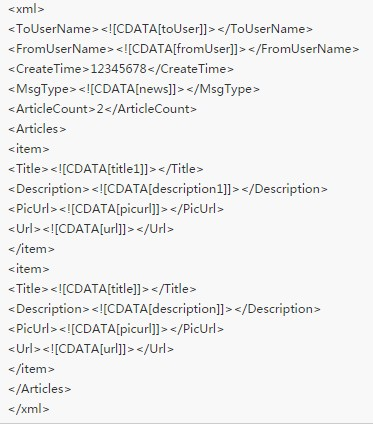 <xml>
<ToUserName><![CDATA[toUser]]></ToUserName>
<FromUserName><![CDATA[fromUser]]></FromUserName>
<CreateTime>12345678</CreateTime>
<MsgType><![CDATA[news]]></MsgType>
<ArticleCount>2</ArticleCount>
<Articles>
<item>
<Title><![CDATA[title1]]></Title>
<Description><![CDATA[description1]]></Description>
<PicUrl><![CDATA[picurl]]></PicUrl>
<Url><![CDATA[url]]></Url>
</item>
<item>
<Title><![CDATA[title]]></Title>
<Description><![CDATA[description]]></Description>
<PicUrl><![CDATA[picurl]]></PicUrl>
<Url><![CDATA[url]]></Url>
</item>
</Articles>
</xml>